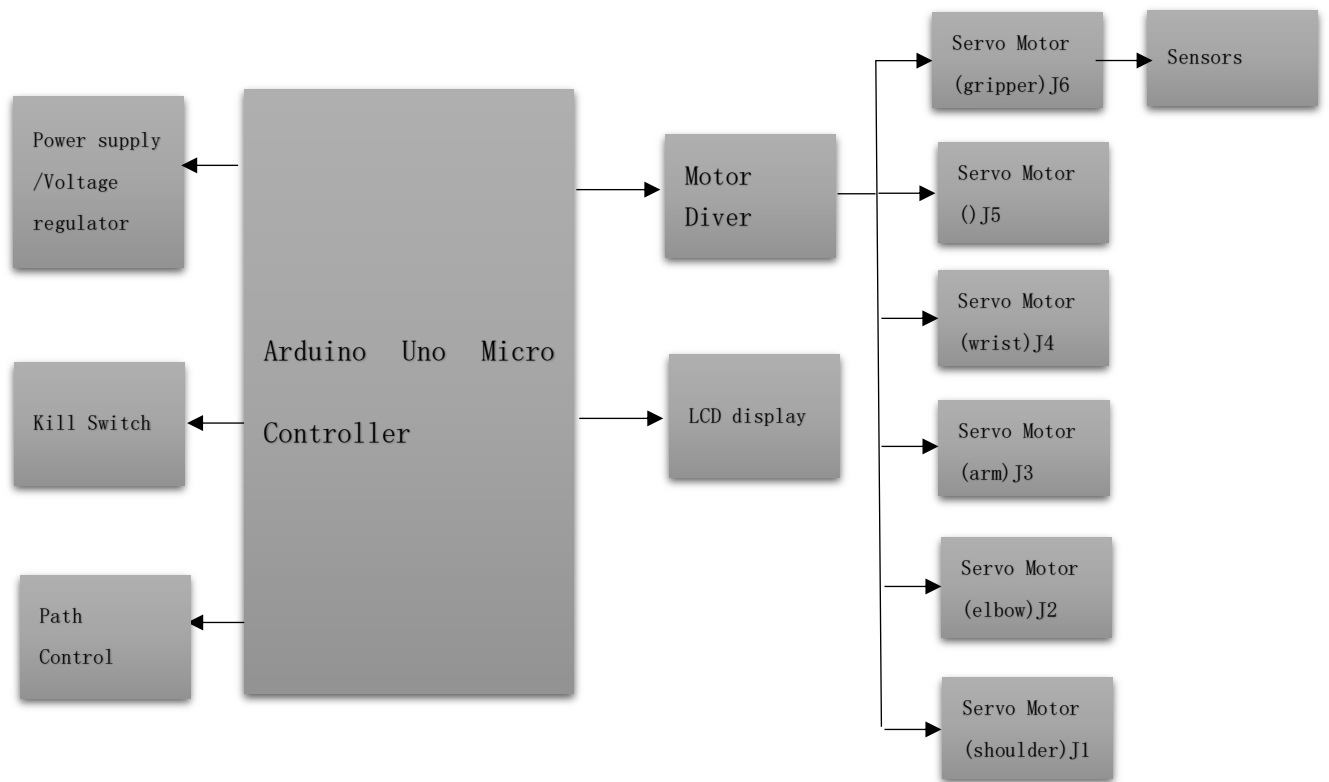 Power supply
/Voltage
regulator
Kill Switch
Path
Control
Arduino Uno Micro
Controller
Motor
Diver
LCD display
Servo Motor
(gripper)J6
Sensors
Servo Motor
()J5
Servo Motor
(wrist)J4
Servo Motor
(arm)J3
Servo Motor
(elbow)J2
Servo Motor
(shoulder)J1